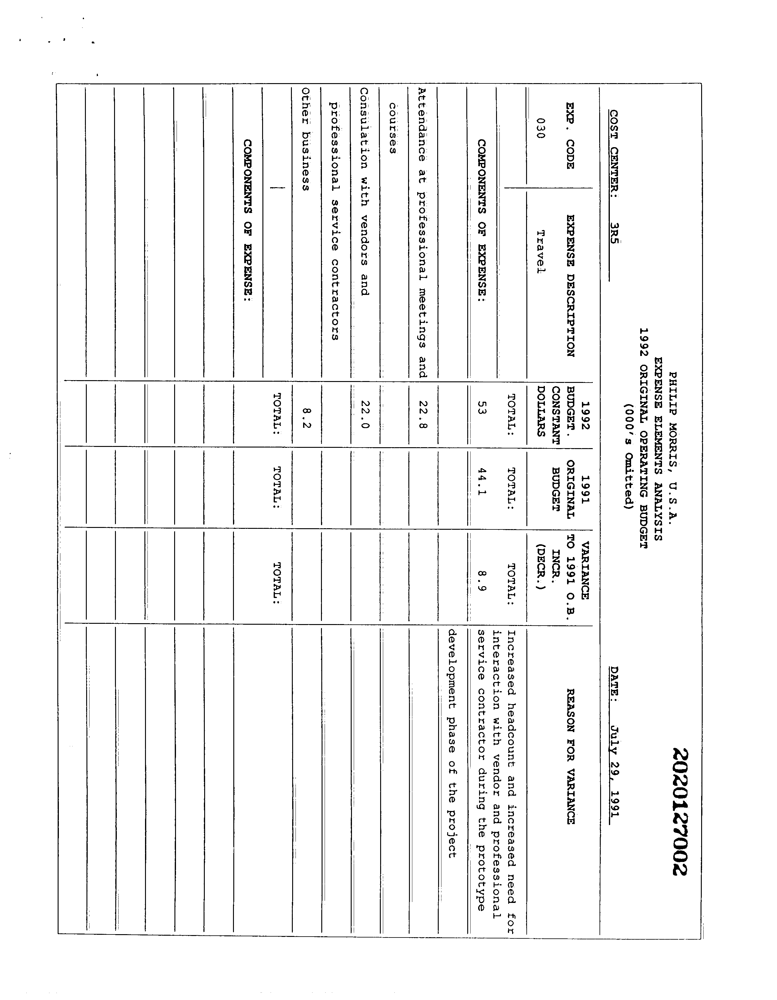 2020127002
PHILIP MORRIS, U.S.A.
EXPENSE ELEMENTS ANALYSIS
1992 ORIGINAL OPERATING BUDGET
(000's Omitted)
COST CENTER: 3R5 DATE: July 29, 1991
EXP. CODE EXPENSE DESCRIPTION 1992 BUDGET. CONSTANT DOLLARS 1991 ORIGINAL BUDGET VARIANCE TO 1991 O.B. INCR. (DECR.) REASON FOR VARIANCE
030 Travel
TOTAL: TOTAL: TOTAL: Increased headcount and increased need for
interaction with vendor and professional
COMPONENTS OF EXPENSE: 53 44.1 8.9 service contractor during the prototype
development phase of the project
Attendance at professional meetings and 22.8
courses
Consulation with vendors and 22.0
professional service contractors
Other business 8.2
TOTAL: TOTAL: TOTAL:
COMPONENTS OF EXPENSE: